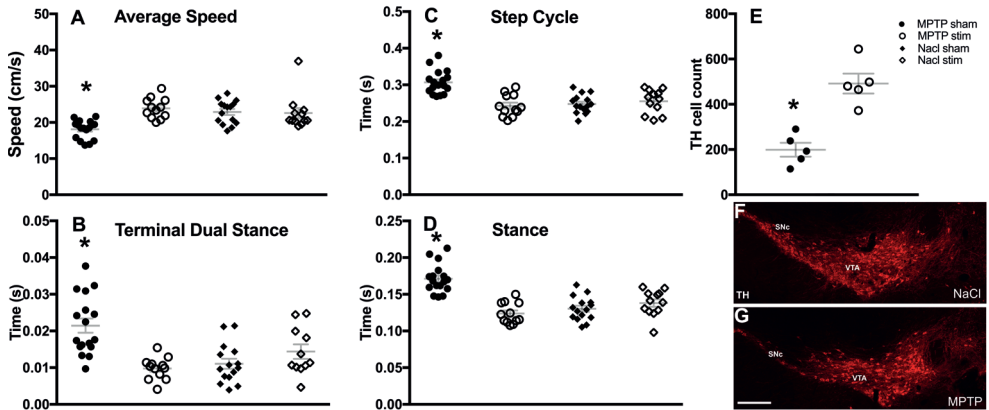 A Average Speed
Speed (cm/s)
50
40
30
20
10
0
*
B Terminal Dual Stance
Time (s)
0.05
0.04
0.03
0.02
0.01
0.00
*
C Step Cycle
Time (s)
0.5
0.4
0.3
0.2
0.1
0.0
*
D Stance
Time (s)
0.25
0.20
0.15
0.10
0.05
0.00
*
E
TH cell count
800
600
400
200
0
*
MPTP sham
MPTP stim
Nacl sham
Nacl stim
F
SNc
VTA
TH
NaCl
G
SNc
VTA
MPTP